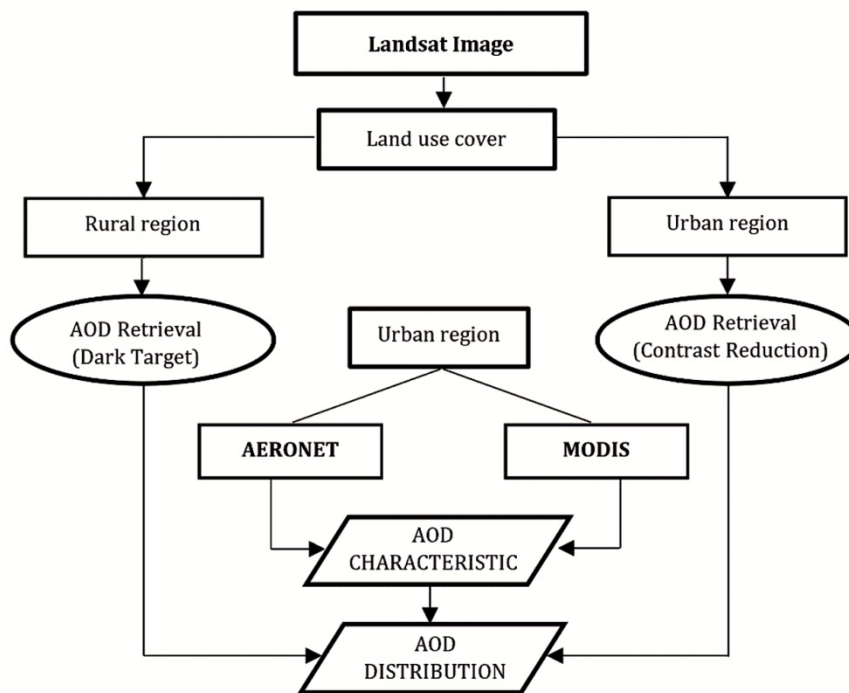 Landsat Image
Land use cover
Rural region
Urban region
AOD Retrieval
(Dark Target)
Urban region
AOD Retrieval
(Contrast Reduction)
AERONET
MODIS
AOD
CHARACTERISTIC
AOD
DISTRIBUTION